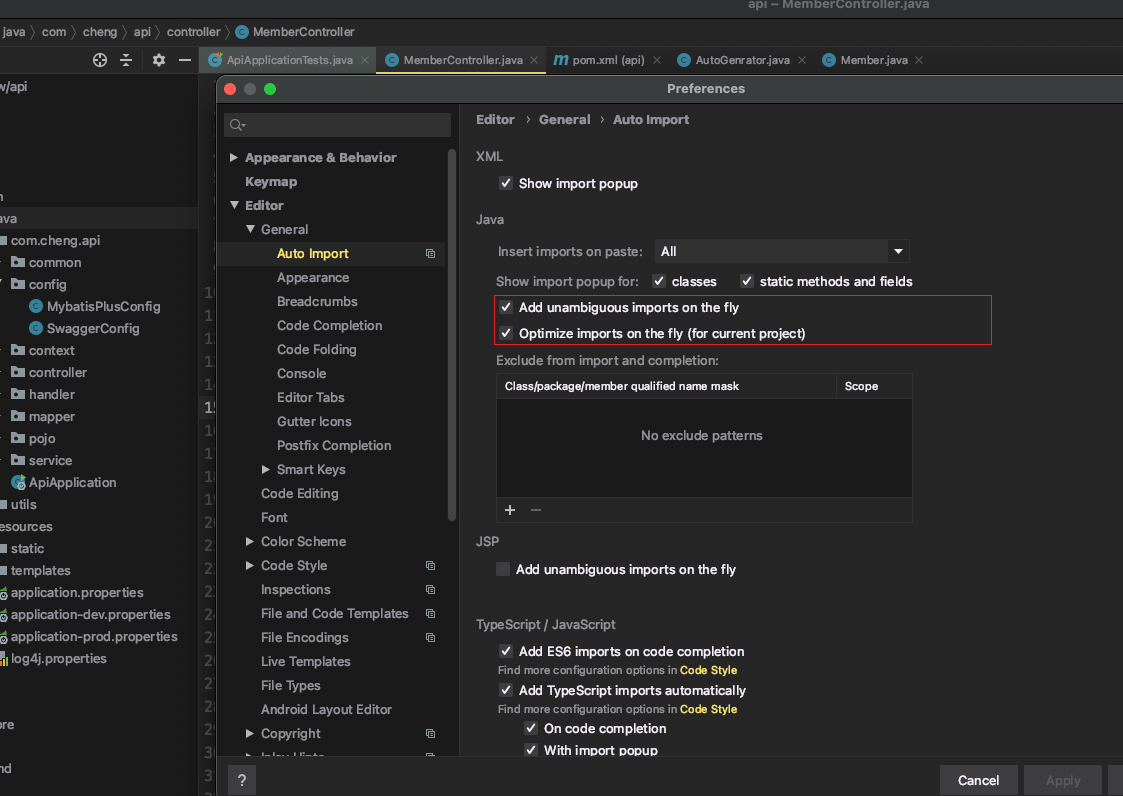 api – MemberController.java
java 〉 com 〉 cheng 〉 api 〉 controller 〉 MemberController
ApiApplicationTests.java × MemberController.java × pom.xml (api) × AutoGenrator.java × Member.java ×
w/api
ava
com.cheng.api
common
config
MybatisPlusConfig
SwaggerConfig
context
controller
handler
mapper
pojo
service
ApiApplication
utils
esources
static
templates
application.properties
application-dev.properties
application-prod.properties
log4j.properties
ore
nd
Preferences
Appearance & Behavior
Keymap
Editor
General
Auto Import
Appearance
Breadcrumbs
Code Completion
Code Folding
Console
Editor Tabs
Gutter Icons
Postfix Completion
Smart Keys
Code Editing
Font
Color Scheme
Code Style
Inspections
File and Code Templates
File Encodings
Live Templates
File Types
Android Layout Editor
Copyright
Inlay Hints
Editor › General › Auto Import
XML
Show import popup
Java
Insert imports on paste: All
Show import popup for: classes static methods and fields
Add unambiguous imports on the fly
Optimize imports on the fly (for current project)
Exclude from import and completion:
Class/package/member qualified name mask Scope
No exclude patterns
+ −
JSP
Add unambiguous imports on the fly
TypeScript / JavaScript
Add ES6 imports on code completion
Find more configuration options in Code Style
Add TypeScript imports automatically
Find more configuration options in Code Style
On code completion
With import popup
? Cancel Apply